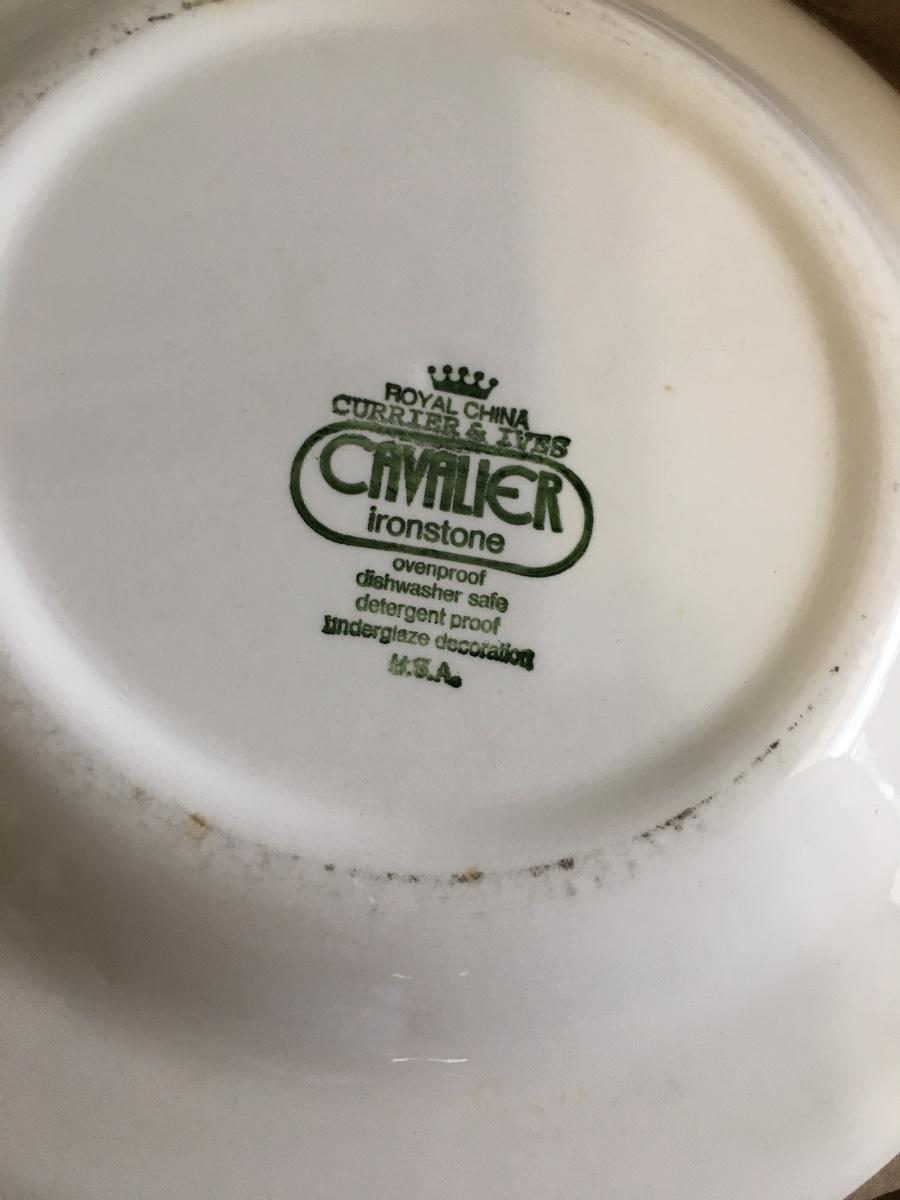 ROYAL CHINA
CURRIER & IVES
CAVALIER
ironstone
ovenproof
dishwasher safe
detergent proof
underglaze decoration
U.S.A.